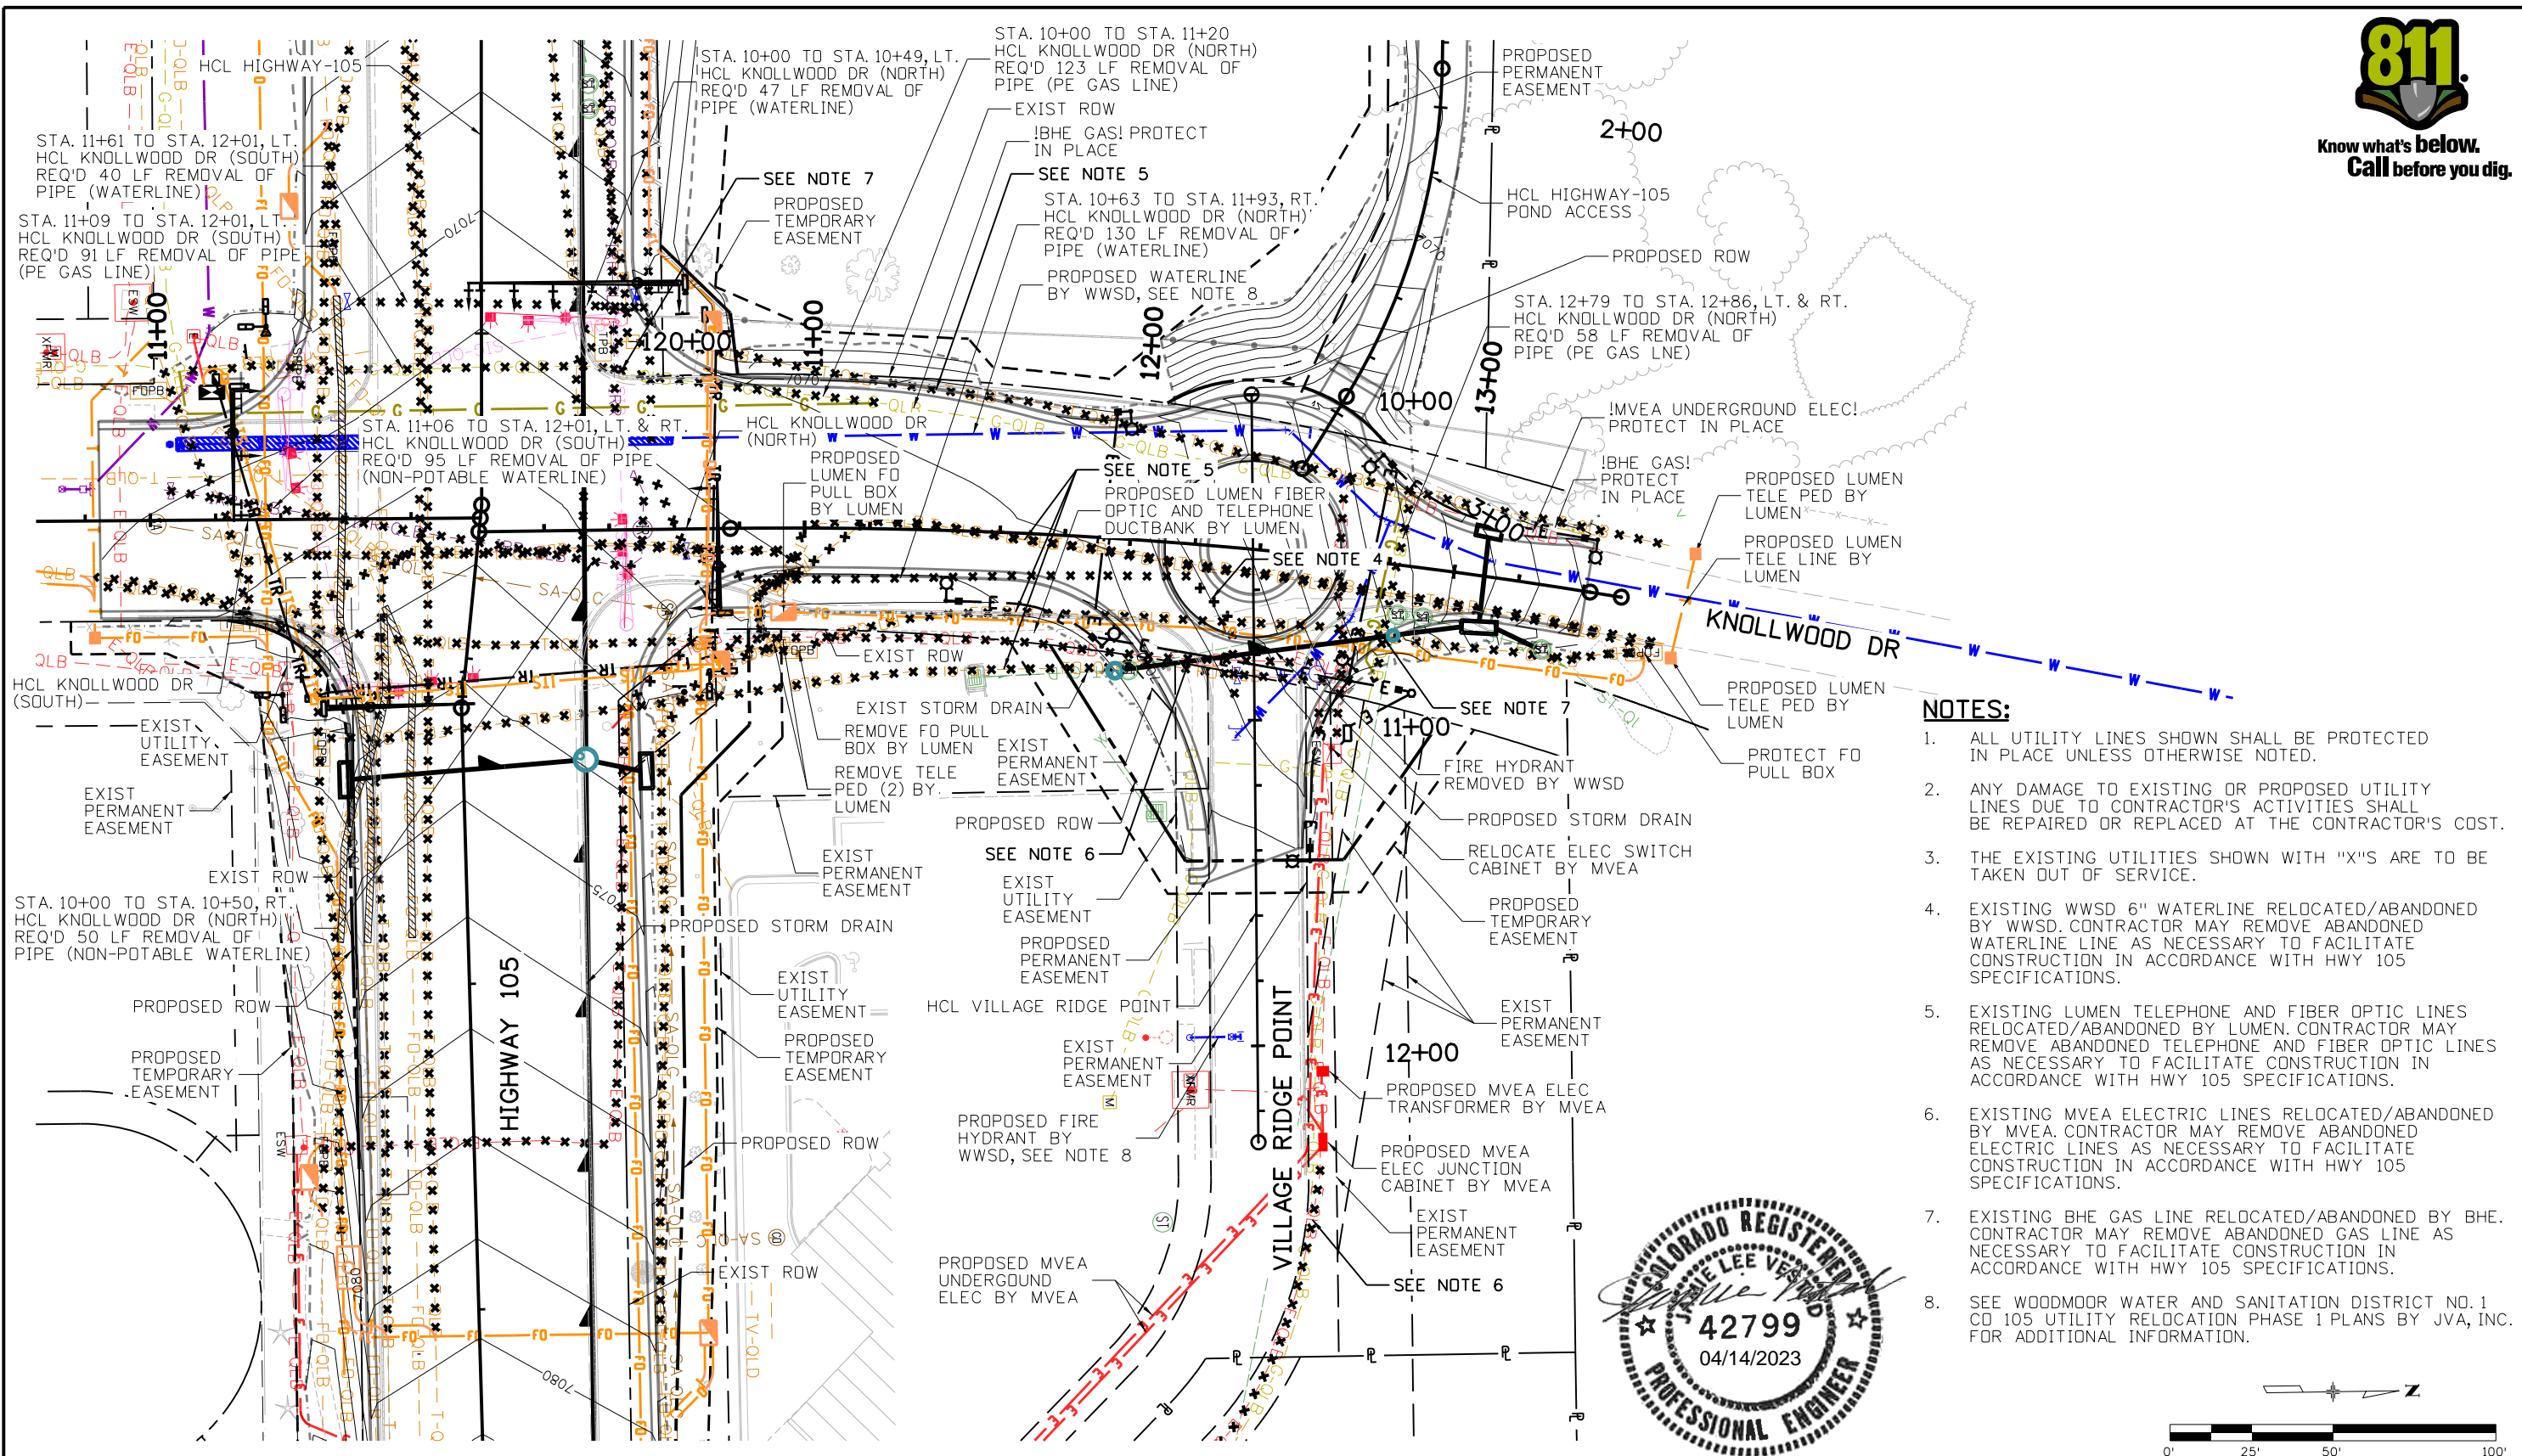 811
Know what's below.
Call before you dig.
HCL HIGHWAY-105
STA. 10+00 TO STA. 10+49, LT.
HCL KNOLLWOOD DR (NORTH)
REQ'D 47 LF REMOVAL OF
PIPE (WATERLINE)
STA. 10+00 TO STA. 11+20
HCL KNOLLWOOD DR (NORTH)
REQ'D 123 LF REMOVAL OF
PIPE (PE GAS LINE)
EXIST ROW
!BHE GAS! PROTECT
IN PLACE
SEE NOTE 5
SEE NOTE 7
PROPOSED
TEMPORARY
EASEMENT
STA. 10+63 TO STA. 11+93, RT.
HCL KNOLLWOOD DR (NORTH)
REQ'D 130 LF REMOVAL OF
PIPE (WATERLINE)
PROPOSED WATERLINE
BY WWSD, SEE NOTE 8
PROPOSED
PERMANENT
EASEMENT
2+00
HCL HIGHWAY-105
POND ACCESS
PROPOSED ROW
STA. 12+79 TO STA. 12+86, LT. & RT.
HCL KNOLLWOOD DR (NORTH)
REQ'D 58 LF REMOVAL OF
PIPE (PE GAS LNE)
STA. 11+61 TO STA. 12+01, LT.
HCL KNOLLWOOD DR (SOUTH)
REQ'D 40 LF REMOVAL OF
PIPE (WATERLINE)
STA. 11+09 TO STA. 12+01, LT.
HCL KNOLLWOOD DR (SOUTH)
REQ'D 91 LF REMOVAL OF PIPE
(PE GAS LINE)
7070
7070
7070
11+00
120+00
11+00
12+00
13+00
10+00
3+00
STA. 11+06 TO STA. 12+01, LT. & RT.
HCL KNOLLWOOD DR (SOUTH)
REQ'D 95 LF REMOVAL OF PIPE
(NON-POTABLE WATERLINE)
HCL KNOLLWOOD DR
(NORTH)
PROPOSED
LUMEN FO
PULL BOX
BY LUMEN
SEE NOTE 5
PROPOSED LUMEN FIBER
OPTIC AND TELEPHONE
DUCTBANK BY LUMEN
SEE NOTE 4
!MVEA UNDERGROUND ELEC!
PROTECT IN PLACE
!BHE GAS!
PROTECT
IN PLACE
PROPOSED LUMEN
TELE PED BY
LUMEN
PROPOSED LUMEN
TELE LINE BY
LUMEN
KNOLLWOOD DR
PROPOSED LUMEN
TELE PED BY
LUMEN
PROTECT FO
PULL BOX
HCL KNOLLWOOD DR
(SOUTH)
EXIST
UTILITY
EASEMENT
EXIST
PERMANENT
EASEMENT
EXIST ROW
STA. 10+00 TO STA. 10+50, RT.
HCL KNOLLWOOD DR (NORTH)
REQ'D 50 LF REMOVAL OF
PIPE (NON-POTABLE WATERLINE)
PROPOSED ROW
PROPOSED
TEMPORARY
EASEMENT
HIGHWAY 105
EXIST ROW
EXIST STORM DRAIN
REMOVE FO PULL
BOX BY LUMEN
REMOVE TELE
PED (2) BY
LUMEN
EXIST
PERMANENT
EASEMENT
PROPOSED ROW
SEE NOTE 6
EXIST
PERMANENT
EASEMENT
EXIST
UTILITY
EASEMENT
PROPOSED STORM DRAIN
PROPOSED
PERMANENT
EASEMENT
EXIST
UTILITY
EASEMENT
HCL VILLAGE RIDGE POINT
PROPOSED
TEMPORARY
EASEMENT
EXIST
PERMANENT
EASEMENT
PROPOSED FIRE
HYDRANT BY
WWSD, SEE NOTE 8
PROPOSED ROW
EXIST ROW
7075
7080
7080
PROPOSED MVEA
UNDERGOUND
ELEC BY MVEA
VILLAGE RIDGE POINT
SEE NOTE 7
11+00
FIRE HYDRANT
REMOVED BY WWSD
PROPOSED STORM DRAIN
RELOCATE ELEC SWITCH
CABINET BY MVEA
PROPOSED
TEMPORARY
EASEMENT
EXIST
PERMANENT
EASEMENT
12+00
PROPOSED MVEA ELEC
TRANSFORMER BY MVEA
PROPOSED MVEA
ELEC JUNCTION
CABINET BY MVEA
EXIST
PERMANENT
EASEMENT
SEE NOTE 6
NOTES:
1. ALL UTILITY LINES SHOWN SHALL BE PROTECTED
IN PLACE UNLESS OTHERWISE NOTED.
2. ANY DAMAGE TO EXISTING OR PROPOSED UTILITY
LINES DUE TO CONTRACTOR'S ACTIVITIES SHALL
BE REPAIRED OR REPLACED AT THE CONTRACTOR'S COST.
3. THE EXISTING UTILITIES SHOWN WITH "X"S ARE TO BE
TAKEN OUT OF SERVICE.
4. EXISTING WWSD 6" WATERLINE RELOCATED/ABANDONED
BY WWSD. CONTRACTOR MAY REMOVE ABANDONED
WATERLINE LINE AS NECESSARY TO FACILITATE
CONSTRUCTION IN ACCORDANCE WITH HWY 105
SPECIFICATIONS.
5. EXISTING LUMEN TELEPHONE AND FIBER OPTIC LINES
RELOCATED/ABANDONED BY LUMEN. CONTRACTOR MAY
REMOVE ABANDONED TELEPHONE AND FIBER OPTIC LINES
AS NECESSARY TO FACILITATE CONSTRUCTION IN
ACCORDANCE WITH HWY 105 SPECIFICATIONS.
6. EXISTING MVEA ELECTRIC LINES RELOCATED/ABANDONED
BY MVEA. CONTRACTOR MAY REMOVE ABANDONED
ELECTRIC LINES AS NECESSARY TO FACILITATE
CONSTRUCTION IN ACCORDANCE WITH HWY 105
SPECIFICATIONS.
7. EXISTING BHE GAS LINE RELOCATED/ABANDONED BY BHE.
CONTRACTOR MAY REMOVE ABANDONED GAS LINE AS
NECESSARY TO FACILITATE CONSTRUCTION IN
ACCORDANCE WITH HWY 105 SPECIFICATIONS.
8. SEE WOODMOOR WATER AND SANITATION DISTRICT NO. 1
CO 105 UTILITY RELOCATION PHASE 1 PLANS BY JVA, INC.
FOR ADDITIONAL INFORMATION.
COLORADO REGISTERED
PROFESSIONAL ENGINEER
42799
04/14/2023
N
0' 25' 50' 100'